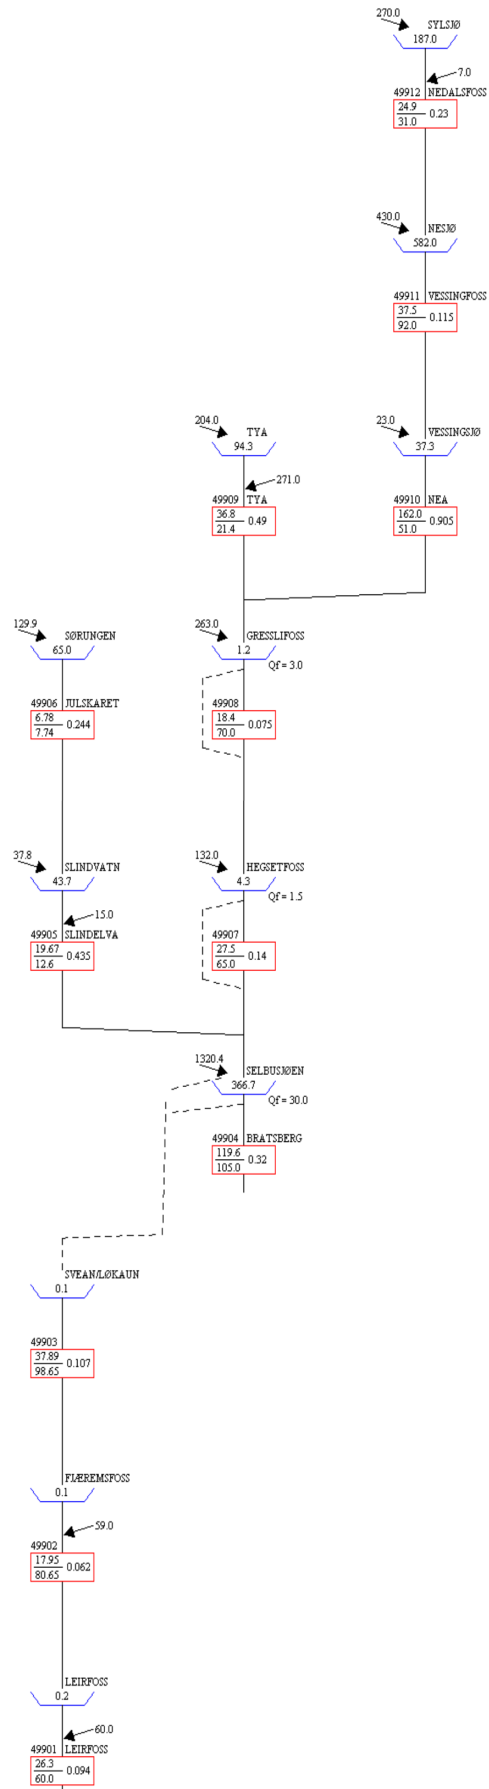 270.0
SYLSJØ
187.0
7.0
49912 NEDALSFOSS
24.9
31.0
0.23
430.0
NESJØ
582.0
49911 VESSINGFOSS
37.5
92.0
0.115
204.0
TYA
94.3
23.0
VESSINGSJØ
37.3
271.0
49909 TYA
36.8
21.4
0.49
49910 NEA
162.0
51.0
0.905
129.9
SØRUNGEN
65.0
263.0
GRESSLIFOSS
1.2
Qf = 3.0
49906 JULSKARET
6.78
7.74
0.244
49908
18.4
70.0
0.075
37.8
SLINDVATN
43.7
132.0
HEGSETFOSS
4.3
Qf = 1.5
15.0
49905 SLINDELVA
19.67
12.6
0.435
49907
27.5
65.0
0.14
1320.4
SELBUSJØEN
366.7
Qf = 30.0
49904 BRATSBERG
119.6
105.0
0.32
SVEAN/LØKAUN
0.1
49903
37.89
98.65
0.107
FJÆREMSFOSS
0.1
59.0
49902
17.95
80.65
0.062
LEIRFOSS
0.2
60.0
49901 LEIRFOSS
26.3
60.0
0.094